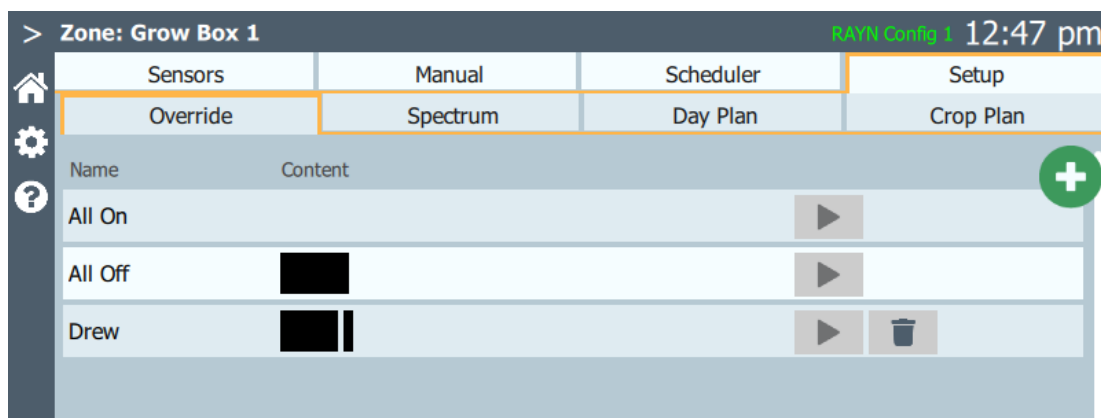 > Zone: Grow Box 1 RAYN Config 1 12:47 pm
Sensors Manual Scheduler Setup
Override Spectrum Day Plan Crop Plan
Name Content
All On
All Off
Drew